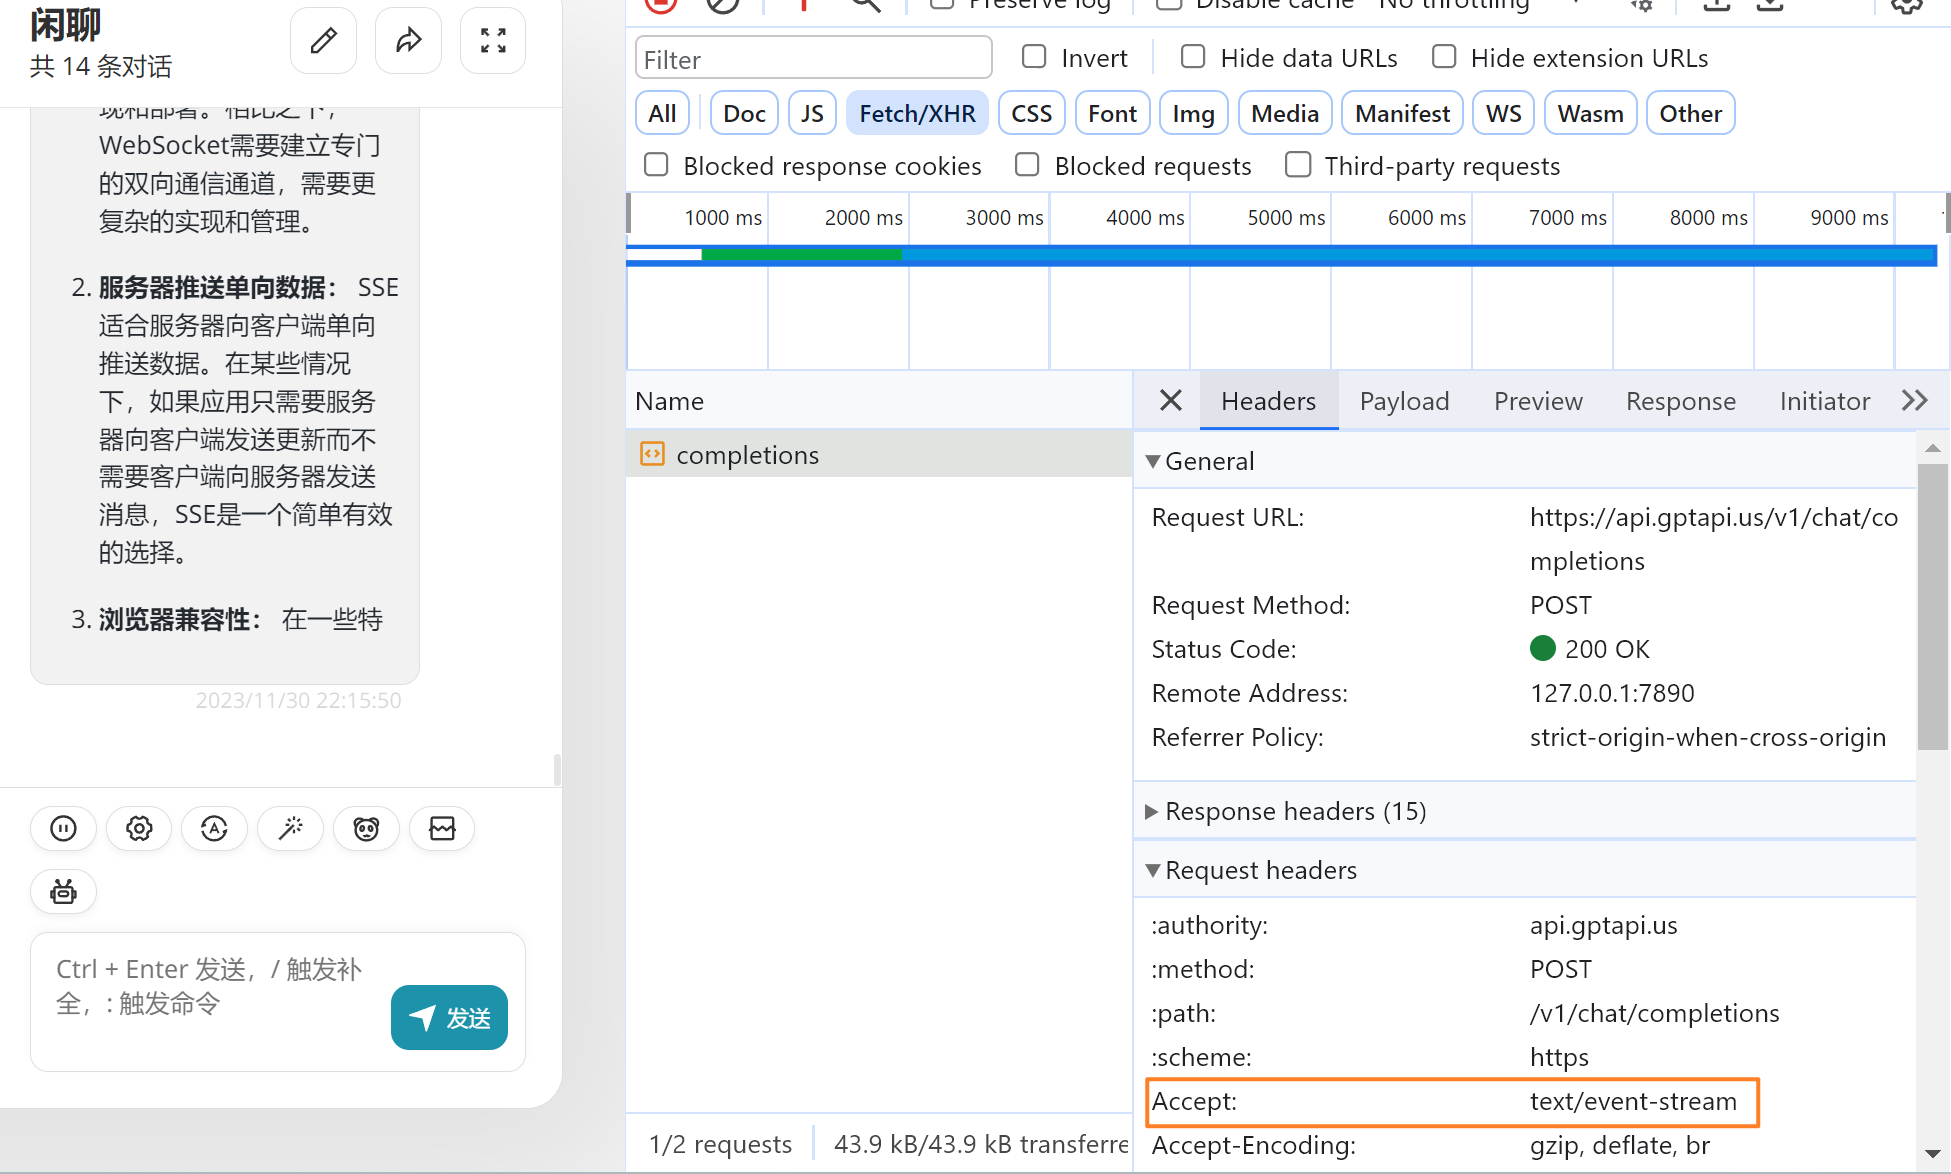 闲聊
共 14 条对话
现和部署。相比之下，
WebSocket需要建立专门
的双向通信通道，需要更
复杂的实现和管理。
2. 服务器推送单向数据： SSE
适合服务器向客户端单向
推送数据。在某些情况
下，如果应用只需要服务
器向客户端发送更新而不
需要客户端向服务器发送
消息，SSE是一个简单有效
的选择。
3. 浏览器兼容性： 在一些特
2023/11/30 22:15:50
Ctrl + Enter 发送，/ 触发补
全，: 触发命令
发送
Preserve log
Disable cache
No throttling
Filter
Invert
Hide data URLs
Hide extension URLs
All
Doc
JS
Fetch/XHR
CSS
Font
Img
Media
Manifest
WS
Wasm
Other
Blocked response cookies
Blocked requests
Third-party requests
1000 ms
2000 ms
3000 ms
4000 ms
5000 ms
6000 ms
7000 ms
8000 ms
9000 ms
Name
completions
1/2 requests
43.9 kB/43.9 kB transferre
Headers
Payload
Preview
Response
Initiator
General
Request URL: https://api.gptapi.us/v1/chat/co
mpletions
Request Method: POST
Status Code: 200 OK
Remote Address: 127.0.0.1:7890
Referrer Policy: strict-origin-when-cross-origin
Response headers (15)
Request headers
:authority: api.gptapi.us
:method: POST
:path: /v1/chat/completions
:scheme: https
Accept: text/event-stream
Accept-Encoding: gzip, deflate, br